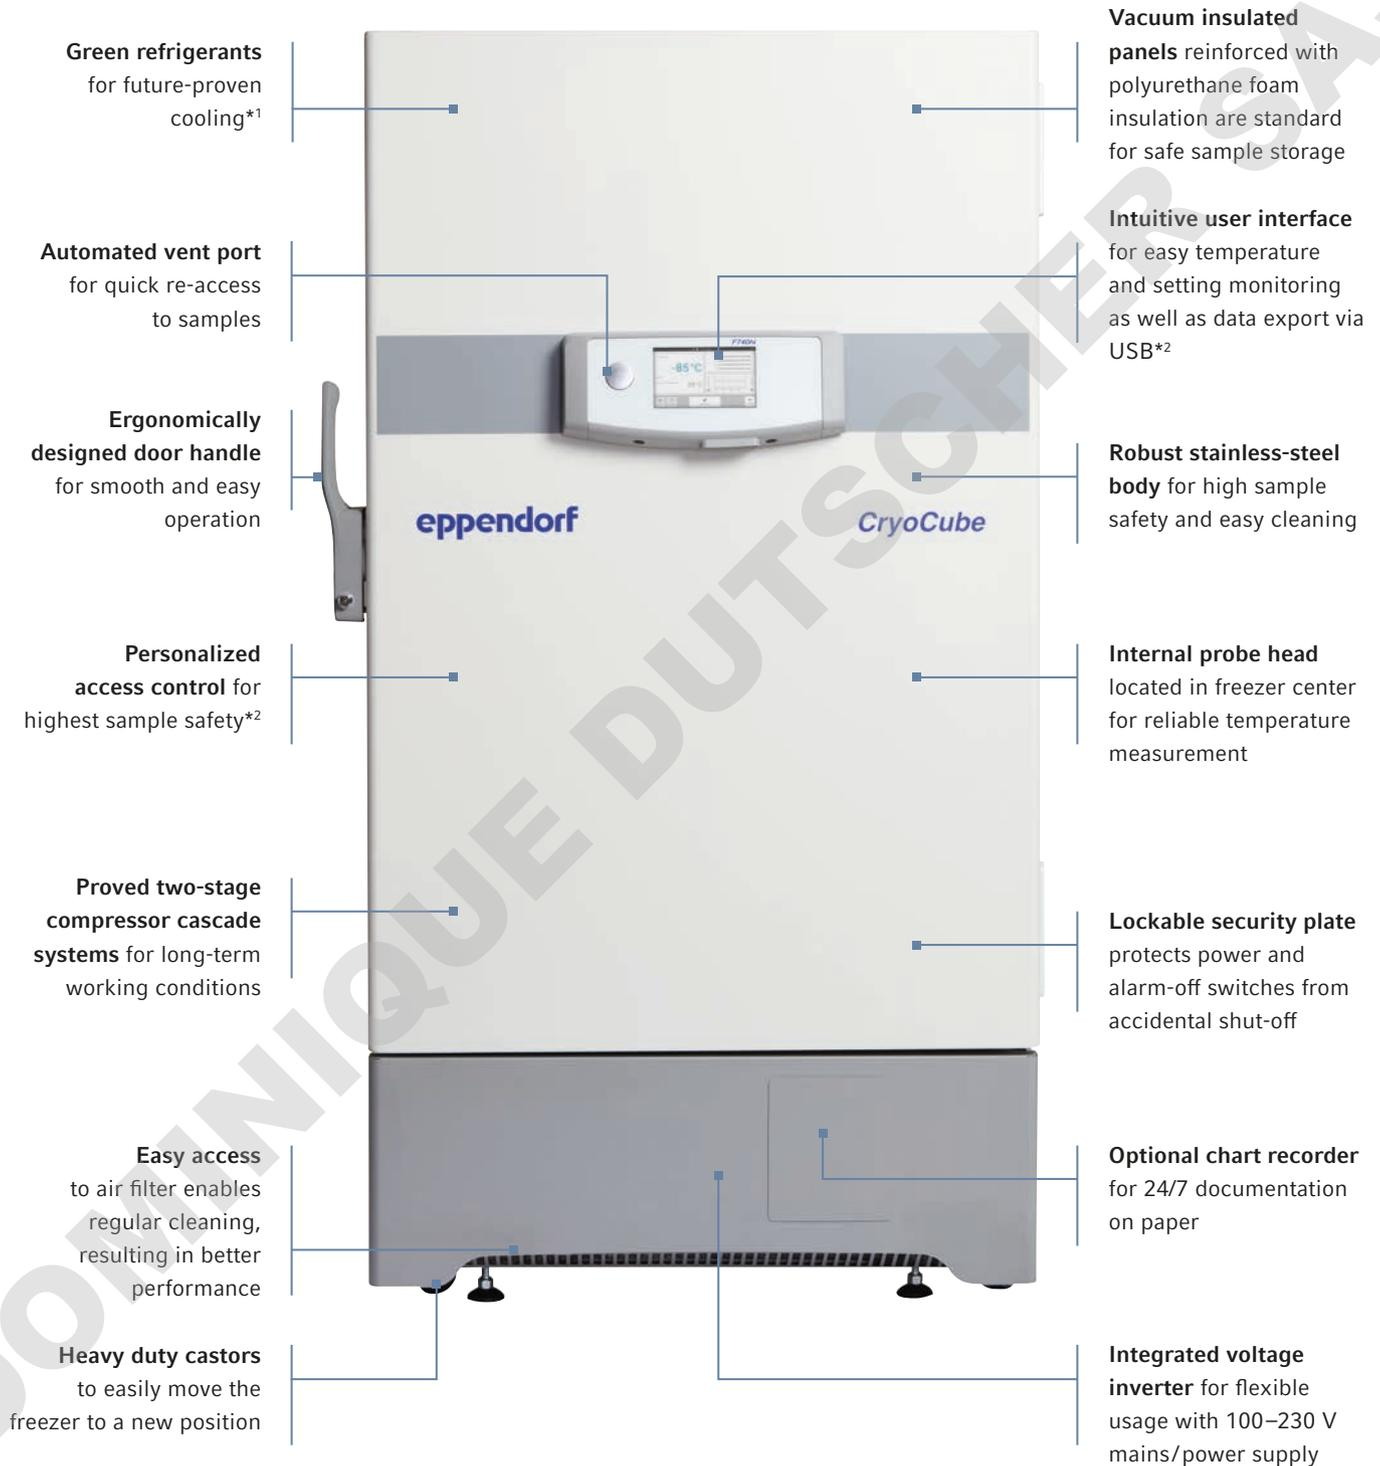 Green refrigerants
for future-proven
cooling*1
Automated vent port
for quick re-access
to samples
Ergonomically
designed door handle
for smooth and easy
operation
Personalized
access control for
highest sample safety*2
Proved two-stage
compressor cascade
systems for long-term
working conditions
Easy access
to air filter enables
regular cleaning,
resulting in better
performance
Heavy duty castors
to easily move the
freezer to a new position
F740hi
-85°C
eppendorf
CryoCube
Vacuum insulated
panels reinforced with
polyurethane foam
insulation are standard
for safe sample storage
Intuitive user interface
for easy temperature
and setting monitoring
as well as data export via
USB*2
Robust stainless-steel
body for high sample
safety and easy cleaning
Internal probe head
located in freezer center
for reliable temperature
measurement
Lockable security plate
protects power and
alarm-off switches from
accidental shut-off
Optional chart recorder
for 24/7 documentation
on paper
Integrated voltage
inverter for flexible
usage with 100–230 V
mains/power supply
DOMINIQUE DUTSCHER SA